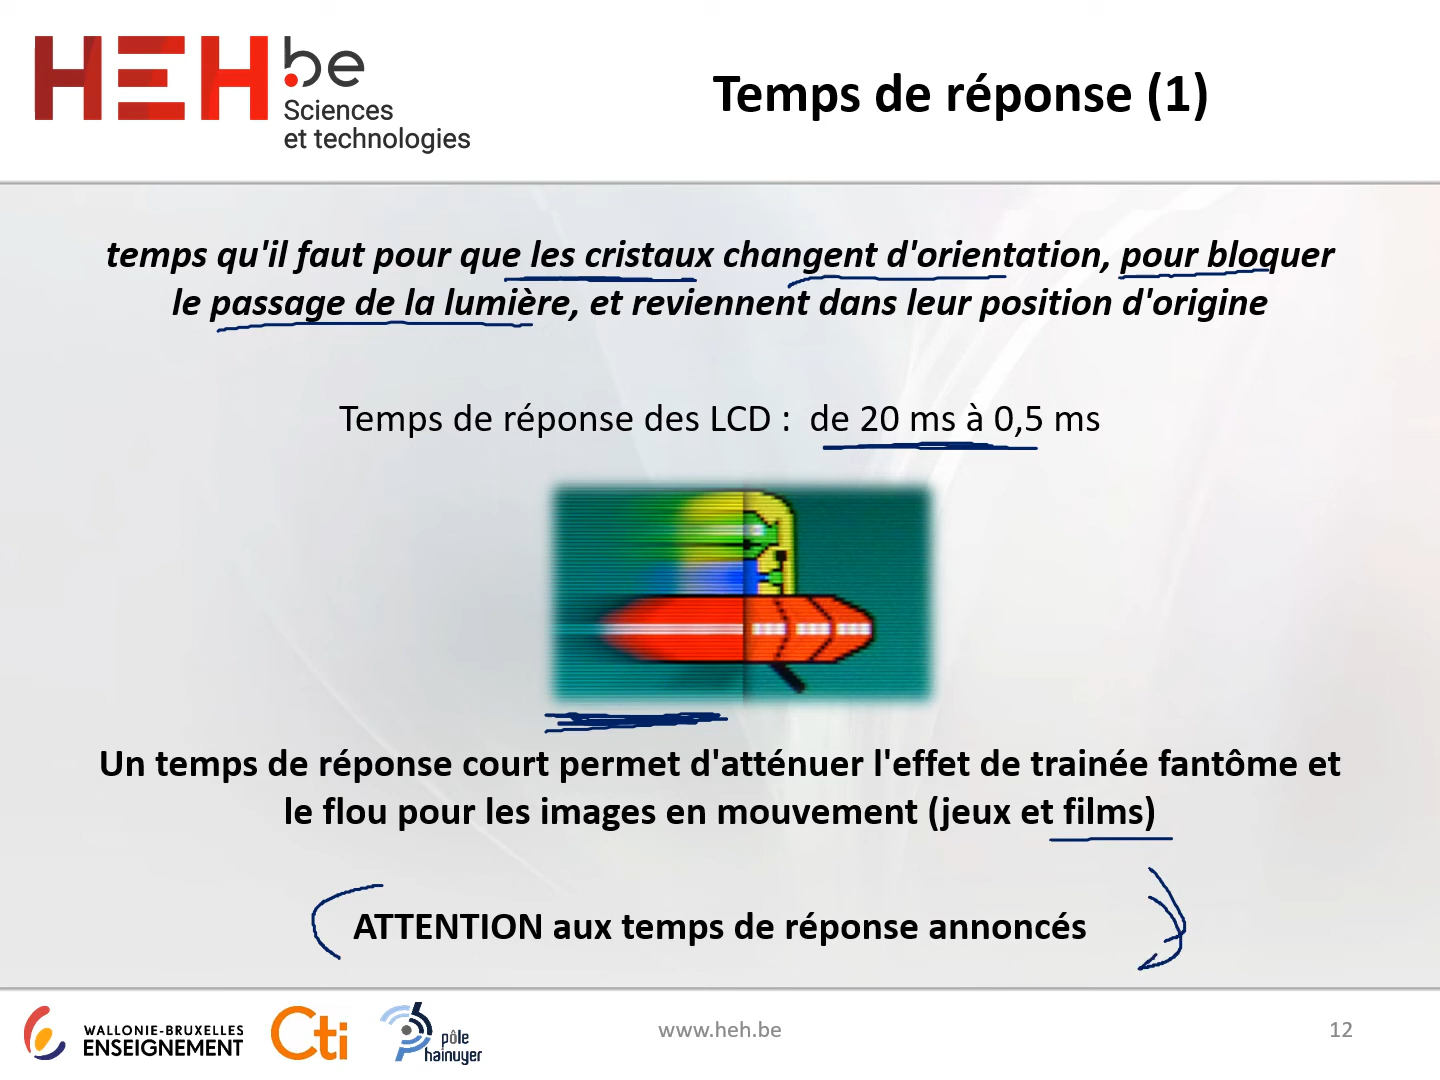 HEH.be
Sciences
et technologies
Temps de réponse (1)
temps qu'il faut pour que les cristaux changent d'orientation, pour bloquer
le passage de la lumière, et reviennent dans leur position d'origine
Temps de réponse des LCD : de 20 ms à 0,5 ms
Un temps de réponse court permet d'atténuer l'effet de trainée fantôme et
le flou pour les images en mouvement (jeux et films)
ATTENTION aux temps de réponse annoncés
WALLONIE-BRUXELLES
ENSEIGNEMENT
Cti
pôle
hainuyer
www.heh.be
12